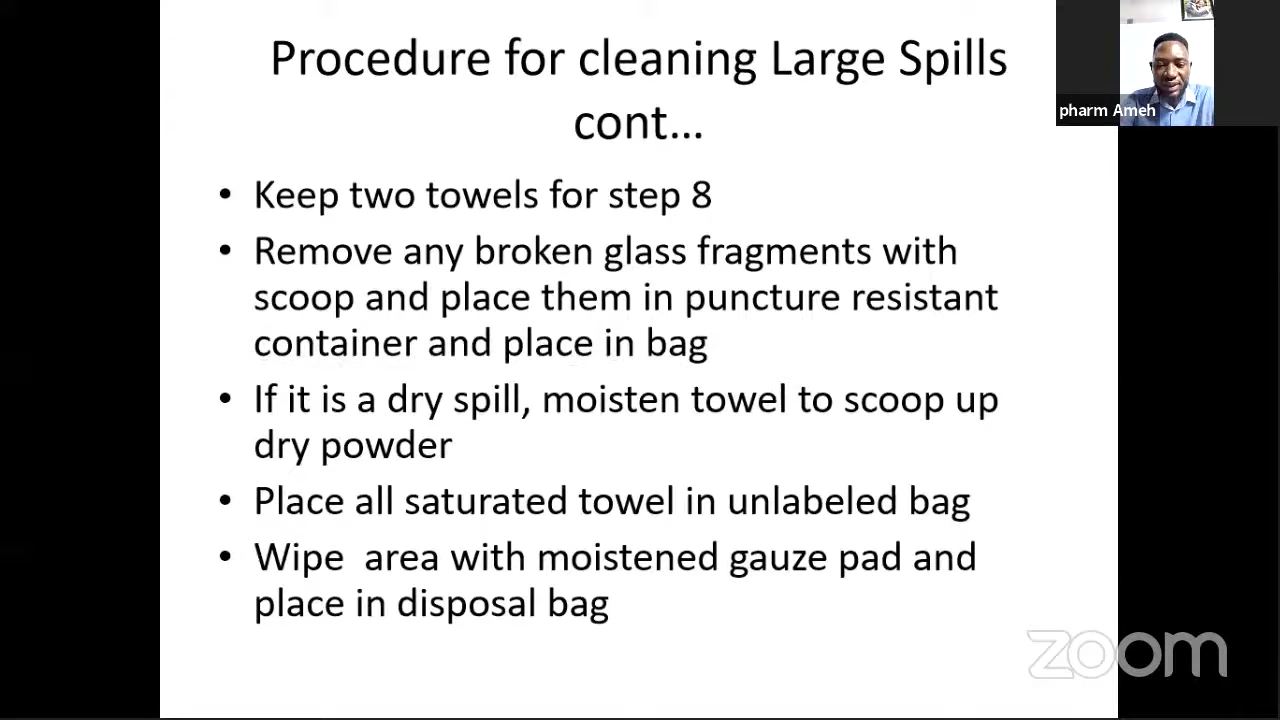 Procedure for cleaning Large Spills
cont...
pharm Ameh
• Keep two towels for step 8
• Remove any broken glass fragments with
scoop and place them in puncture resistant
container and place in bag
• If it is a dry spill, moisten towel to scoop up
dry powder
• Place all saturated towel in unlabeled bag
• Wipe  area with moistened gauze pad and
place in disposal bag
zoom